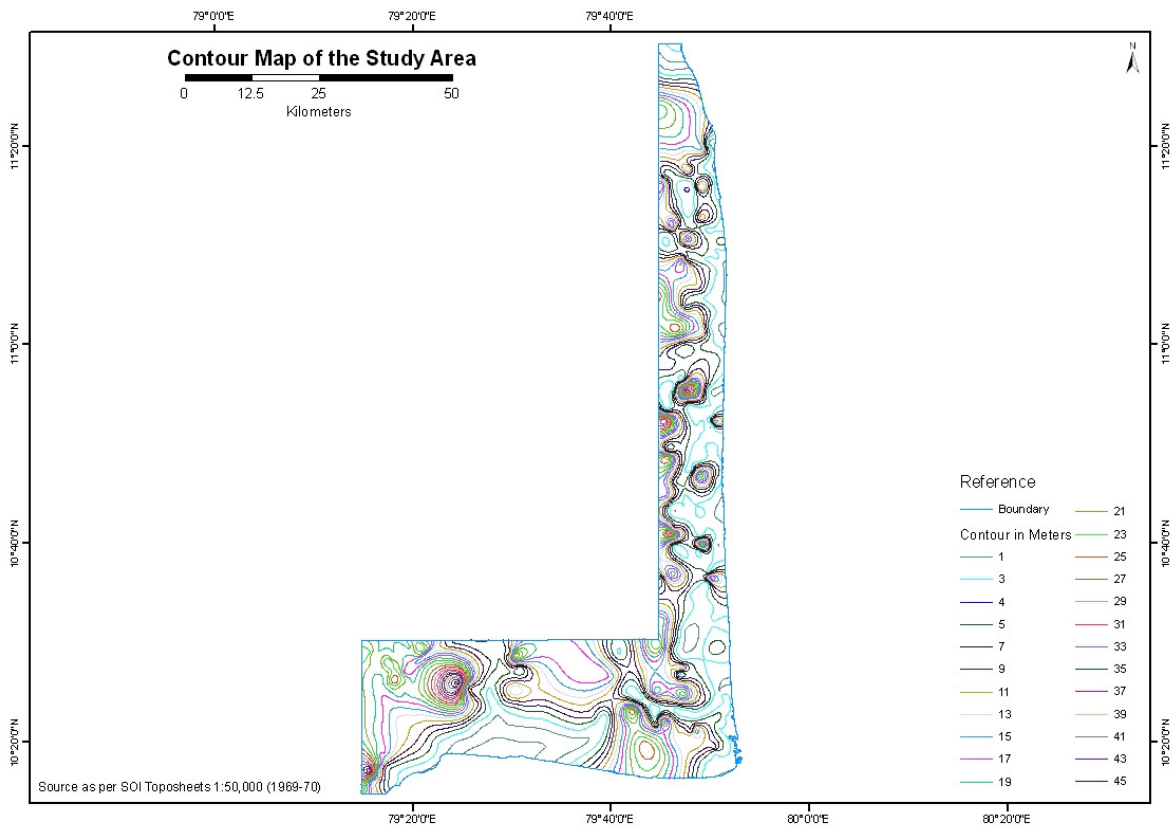 79°0'0"E 79°20'0"E 79°40'0"E
Contour Map of the Study Area
0 12.5 25 50
Kilometers
N
11°20'0"N 11°20'0"N
11°0'0"N 11°0'0"N
10°40'0"N 10°40'0"N
10°20'0"N 10°20'0"N
Reference
Boundary
Contour in Meters
1
3
4
5
7
9
11
13
15
17
19
21
23
25
27
29
31
33
35
37
39
41
43
45
Source as per SOI Toposheets 1:50,000 (1969-70)
79°20'0"E 79°40'0"E 80°0'0"E 80°20'0"E